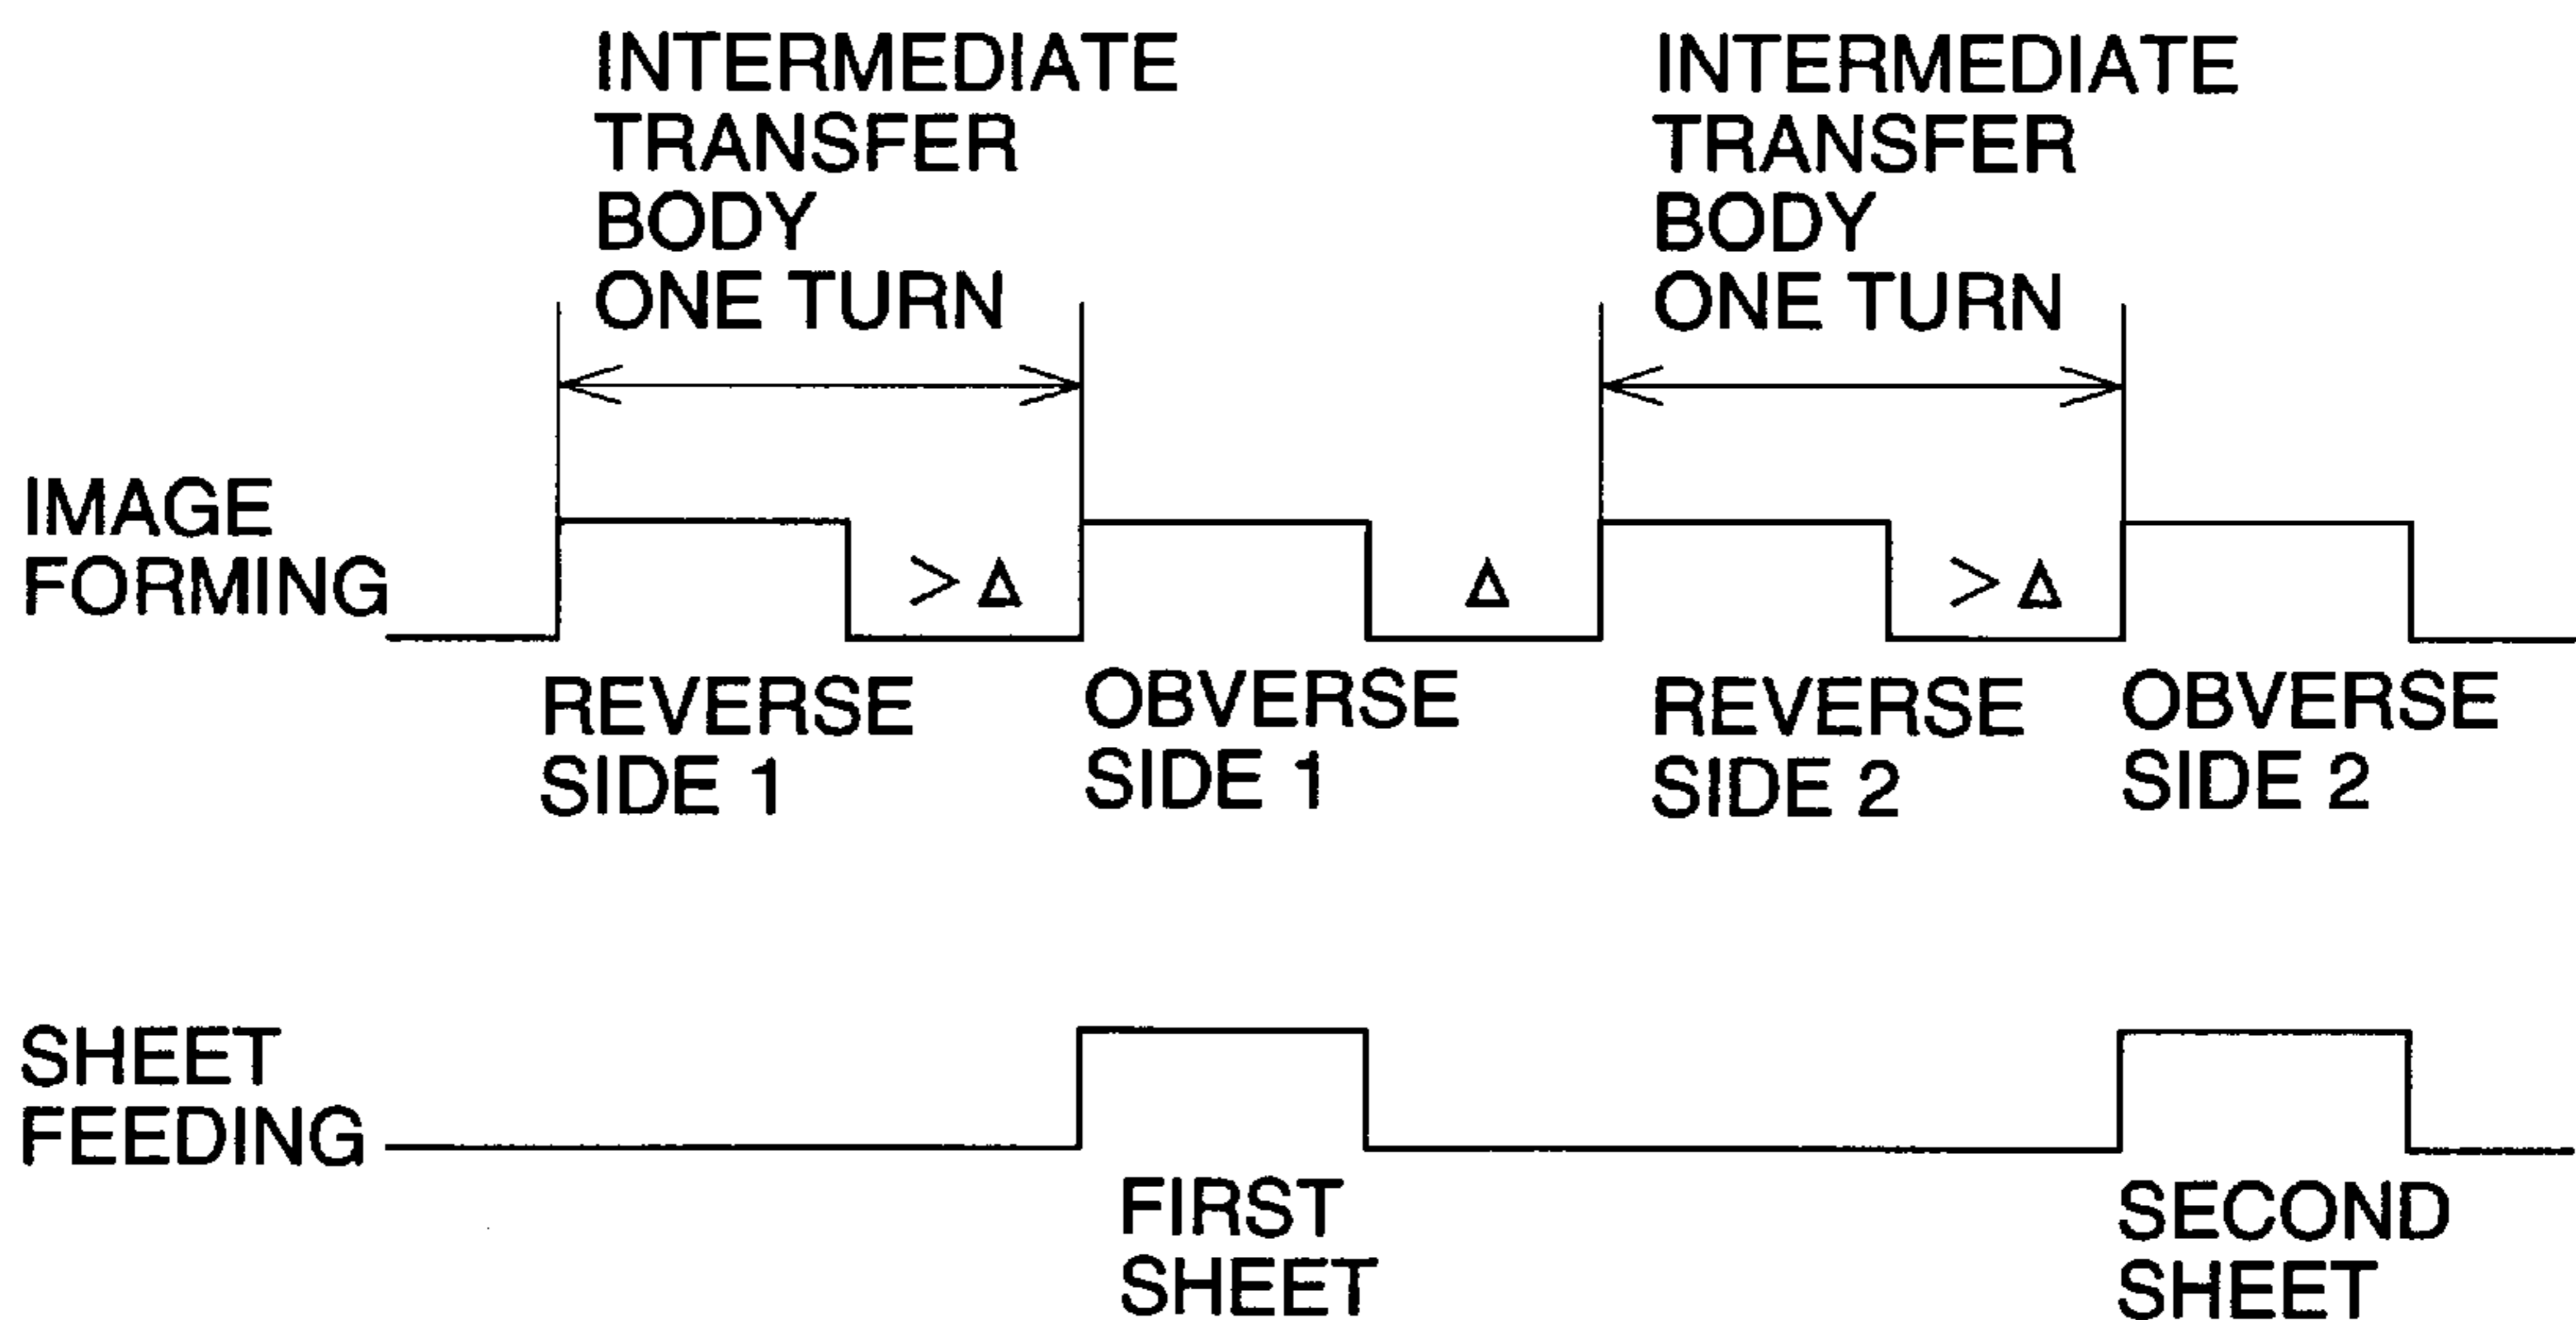 INTERMEDIATE
TRANSFER
BODY
ONE TURN
INTERMEDIATE
TRANSFER
BODY
ONE TURN
IMAGE
FORMING
> Δ
Δ
> Δ
REVERSE
SIDE 1
OBVERSE
SIDE 1
REVERSE
SIDE 2
OBVERSE
SIDE 2
SHEET
FEEDING
FIRST
SHEET
SECOND
SHEET